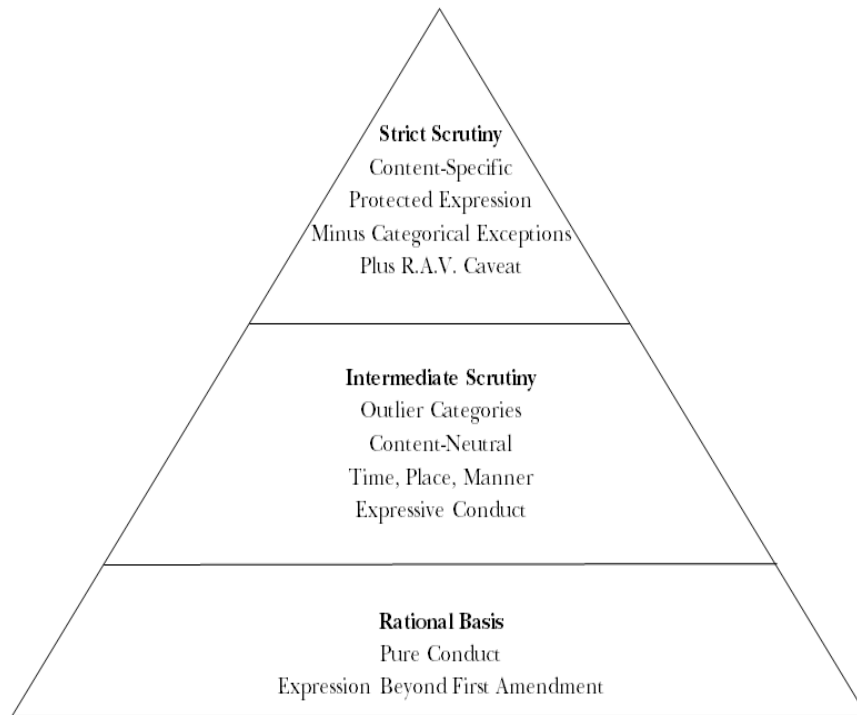 Strict Scrutiny
Content-Specific
Protected Expression
Minus Categorical Exceptions
Plus R.A.V. Caveat
Intermediate Scrutiny
Outlier Categories
Content-Neutral
Time, Place, Manner
Expressive Conduct
Rational Basis
Pure Conduct
Expression Beyond First Amendment